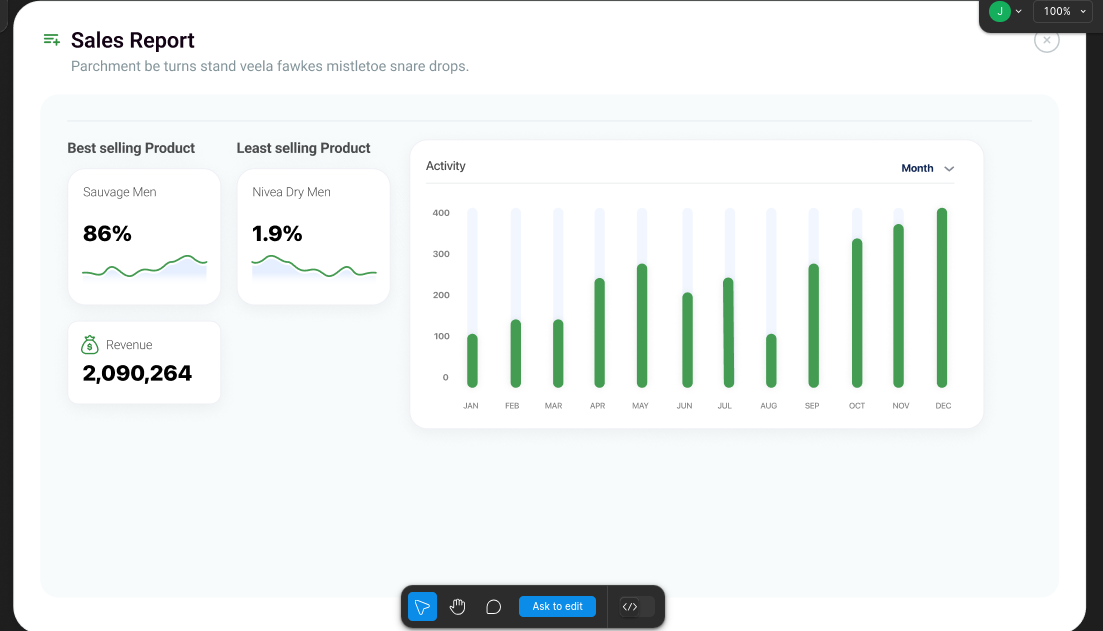 J
100%
Sales Report
Parchment be turns stand veela fawkes mistletoe snare drops.
Best selling Product
Least selling Product
Sauvage Men
86%
Nivea Dry Men
1.9%
$
Revenue
2,090,264
Activity
Month
400
300
200
100
0
JAN FEB MAR APR MAY JUN JUL AUG SEP OCT NOV DEC
Ask to edit
</>